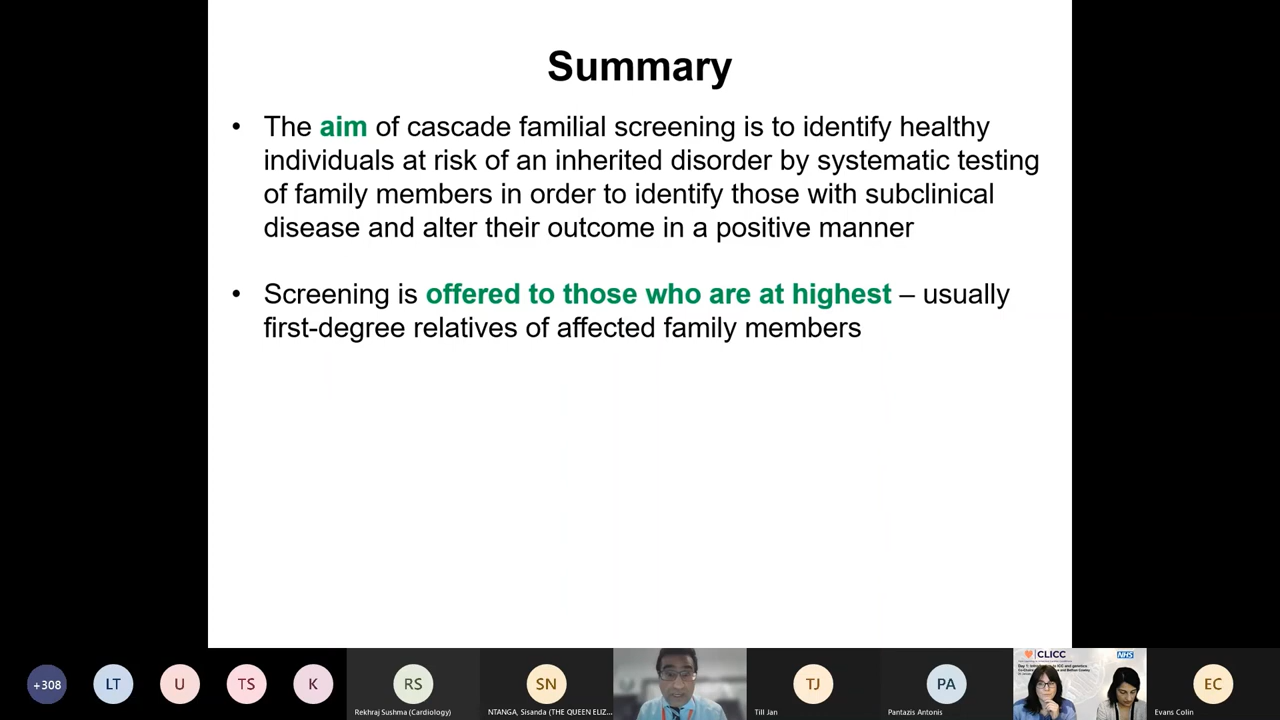 Summary
• The aim of cascade familial screening is to identify healthy
individuals at risk of an inherited disorder by systematic testing
of family members in order to identify those with subclinical
disease and alter their outcome in a positive manner
• Screening is offered to those who are at highest – usually
first-degree relatives of affected family members
+308
LT
U
TS
K
RS
Rekhraj Sushma (Cardiology)
SN
NTANGA, Sisanda (THE QUEEN ELIZ...
TJ
Till Jan
PA
Pantazis Antonis
CLICC
NHS
EC
Evans Colin